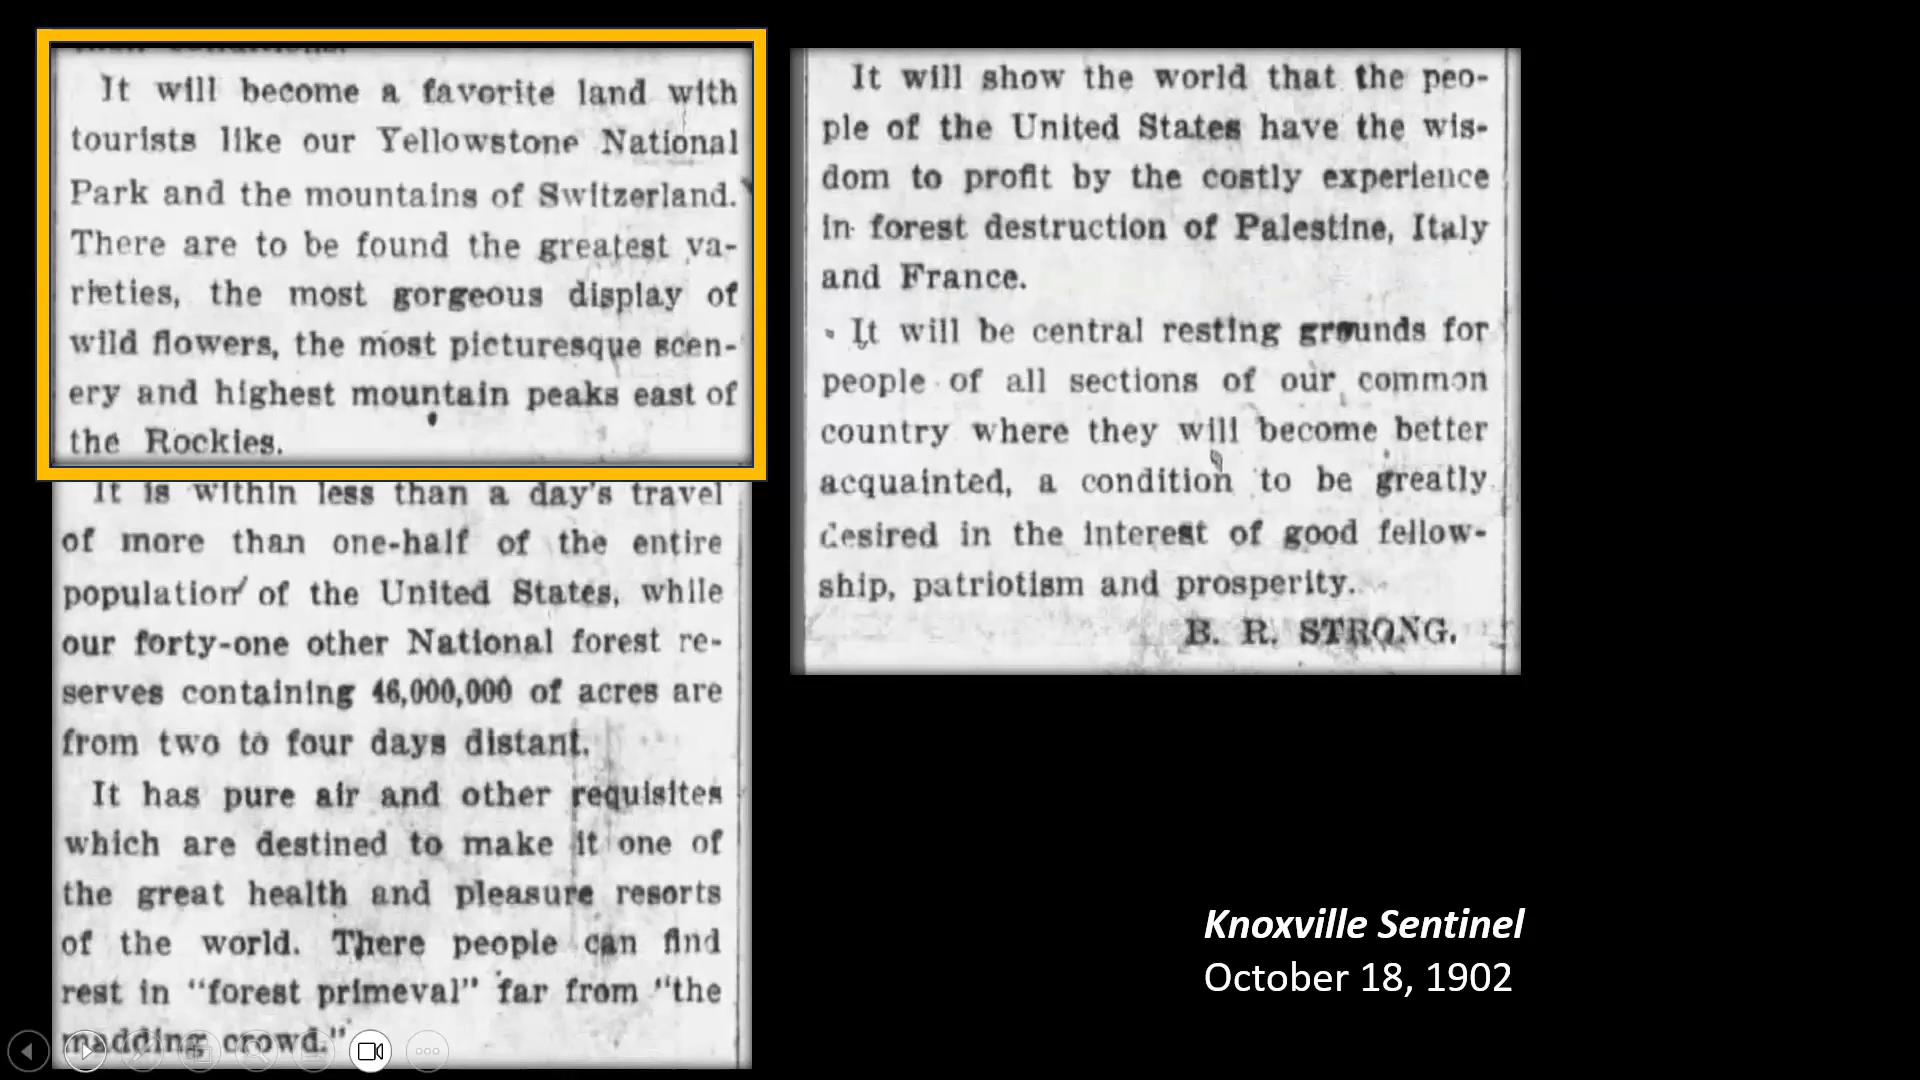 It will become a favorite land with
tourists like our Yellowstone National
Park and the mountains of Switzerland.
There are to be found the greatest va-
rieties, the most gorgeous display of
wild flowers, the most picturesque scen-
ery and highest mountain peaks east of
the Rockies.
It is within less than a day's travel
of more than one-half of the entire
population of the United States, while
our forty-one other National forest re-
serves containing 46,000,000 of acres are
from two to four days distant.
It has pure air and other requisites
which are destined to make it one of
the great health and pleasure resorts
of the world. There people can find
rest in "forest primeval" far from "the
madding crowd."
It will show the world that the peo-
ple of the United States have the wis-
dom to profit by the costly experience
in forest destruction of Palestine, Italy
and France.
It will be central resting grounds for
people of all sections of our common
country where they will become better
acquainted, a condition to be greatly
desired in the interest of good fellow-
ship, patriotism and prosperity.
B. R. STRONG.
Knoxville Sentinel
October 18, 1902